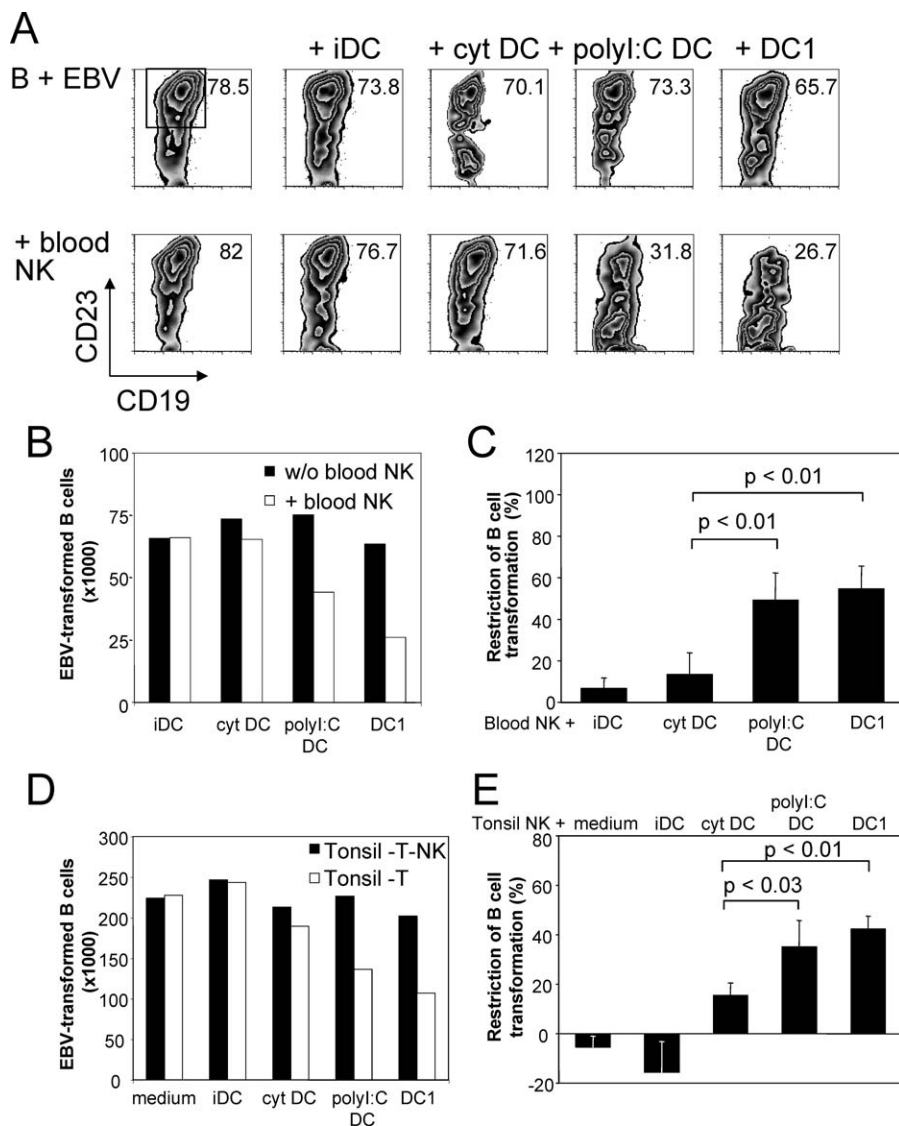 A
+ iDC + cyt DC + polyI:C DC + DC1
B + EBV
78.5 73.8 70.1 73.3 65.7
+ blood NK
82 76.7 71.6 31.8 26.7
CD23
CD19
B
EBV-transformed B cells (x1000)
100
75
50
25
0
w/o blood NK
+ blood NK
iDC cyt DC polyI:C DC DC1
C
Restriction of B cell transformation (%)
120
100
80
60
40
20
0
p < 0.01
p < 0.01
Blood NK + iDC cyt DC polyI:C DC DC1
D
EBV-transformed B cells (x1000)
300
250
200
150
100
50
0
Tonsil -T-NK
Tonsil -T
medium iDC cyt DC polyI:C DC DC1
E
Tonsil NK + medium iDC cyt DC polyI:C DC DC1
Restriction of B cell transformation (%)
80
60
40
20
0
-20
p < 0.01
p < 0.03